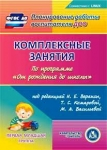 Планирование работы
воспитателя ДОО
КОМПЛЕКСНЫЕ
ЗАНЯТИЯ
По программе
«От рождения до школы»
под редакцией Н. Е. Вераксы,
Т. С. Комаровой,
М. А. Васильевой